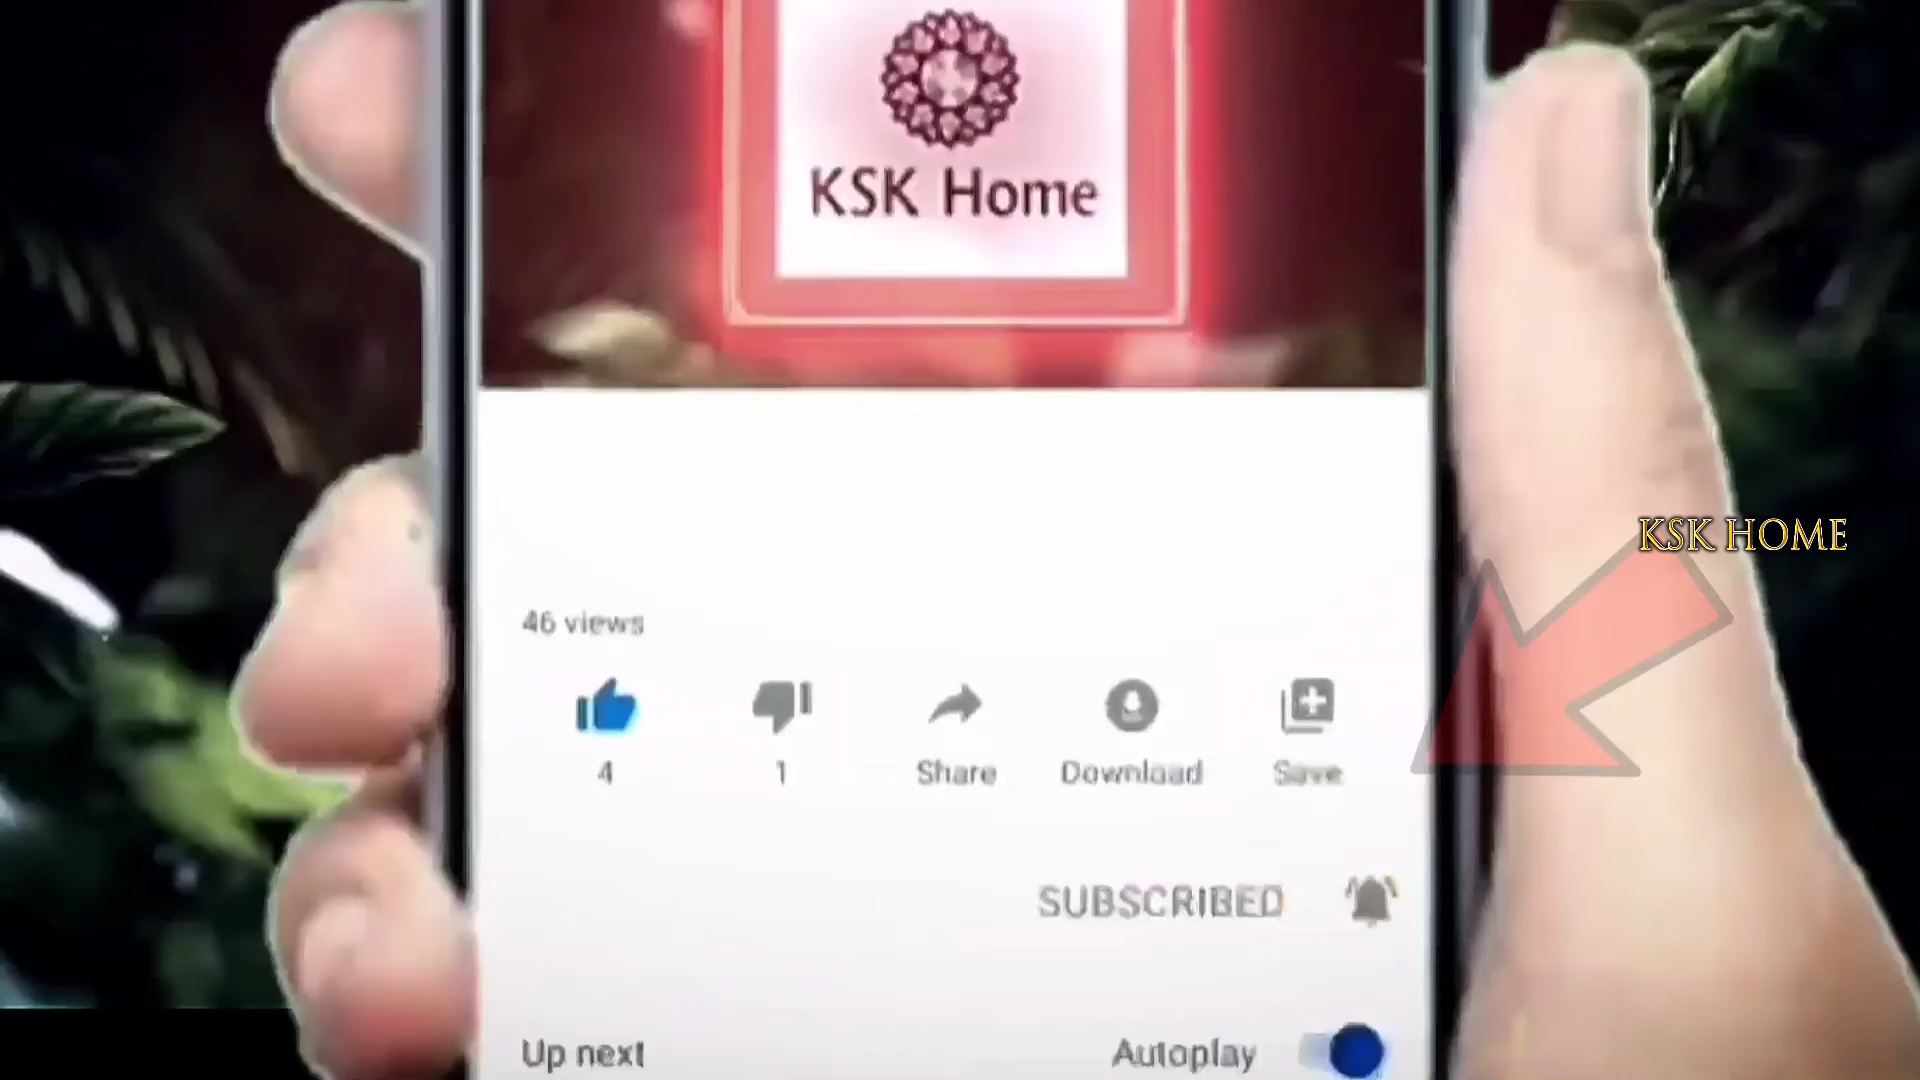 KSK Home
KSK HOME
46 views
4
1
Share
Download
Save
SUBSCRIBED
Up next
Autoplay